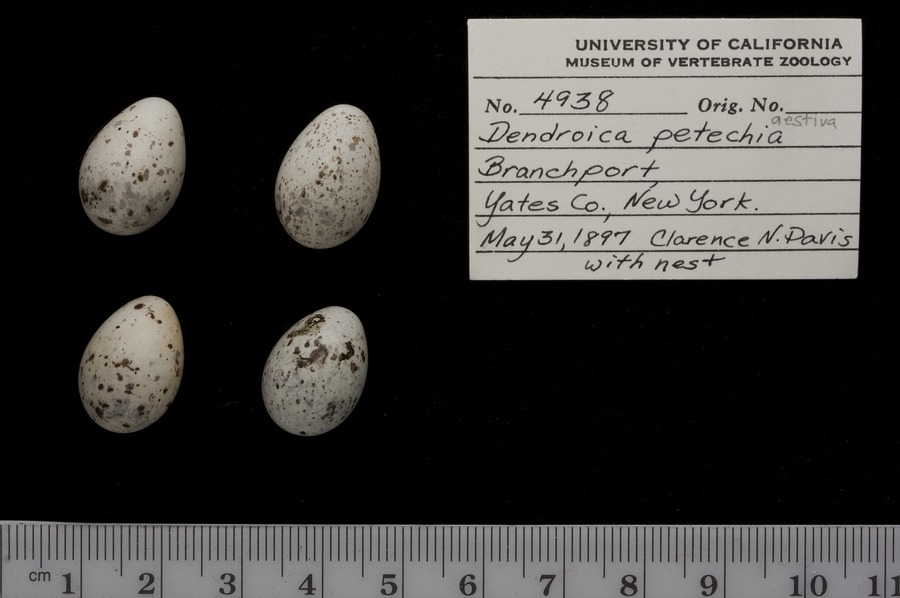 UNIVERSITY OF CALIFORNIA
MUSEUM OF VERTEBRATE ZOOLOGY
No. 4938 Orig. No.
aestiva
Dendroica petechia
Branchport,
Yates Co., New York.
May 31, 1897 Clarence N. Davis
with nest
cm 1 2 3 4 5 6 7 8 9 10 11